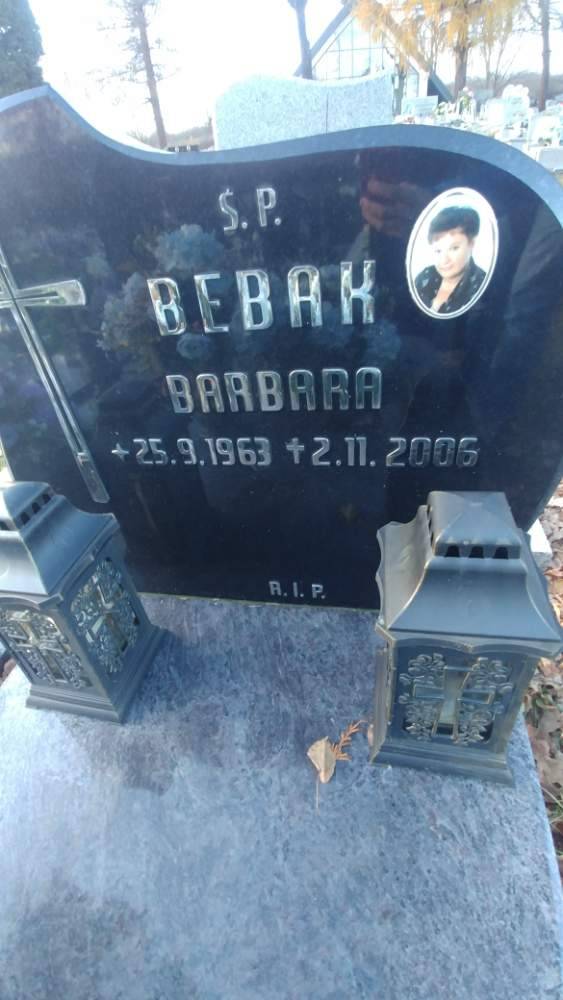 Ś.P.
BEBAK
BARBARA
* 25.9.1963 + 2.11.2006
R.I.P.